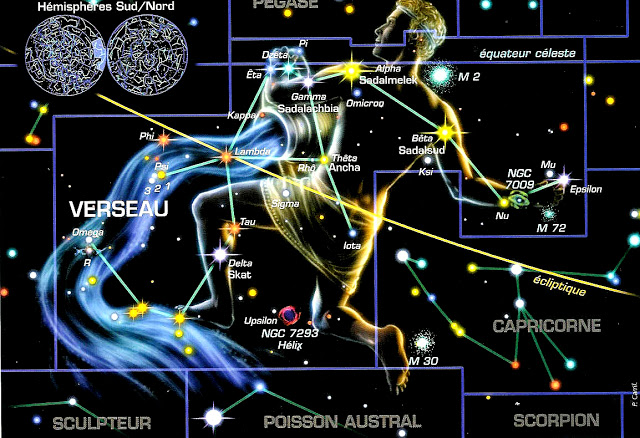 Hémisphères Sud/Nord
PEGASE
Pi
Dzéta
Êta
Alpha
Sadalmelek
équateur céleste
M 2
Gamma
Sadalachbia
Omicron
Kappa
Phi
Lambda
Bêta
Sadalsud
Psi
3 2 1
Rhô
Thêta
Ancha
Ksi
NGC
7009
Mu
Epsilon
Sigma
VERSEAU
Nu
M 72
Omega
R
Tau
Iota
Delta
Skat
écliptique
Upsilon
NGC 7293
Hélix
CAPRICORNE
M 30
SCULPTEUR
POISSON AUSTRAL
SCORPION